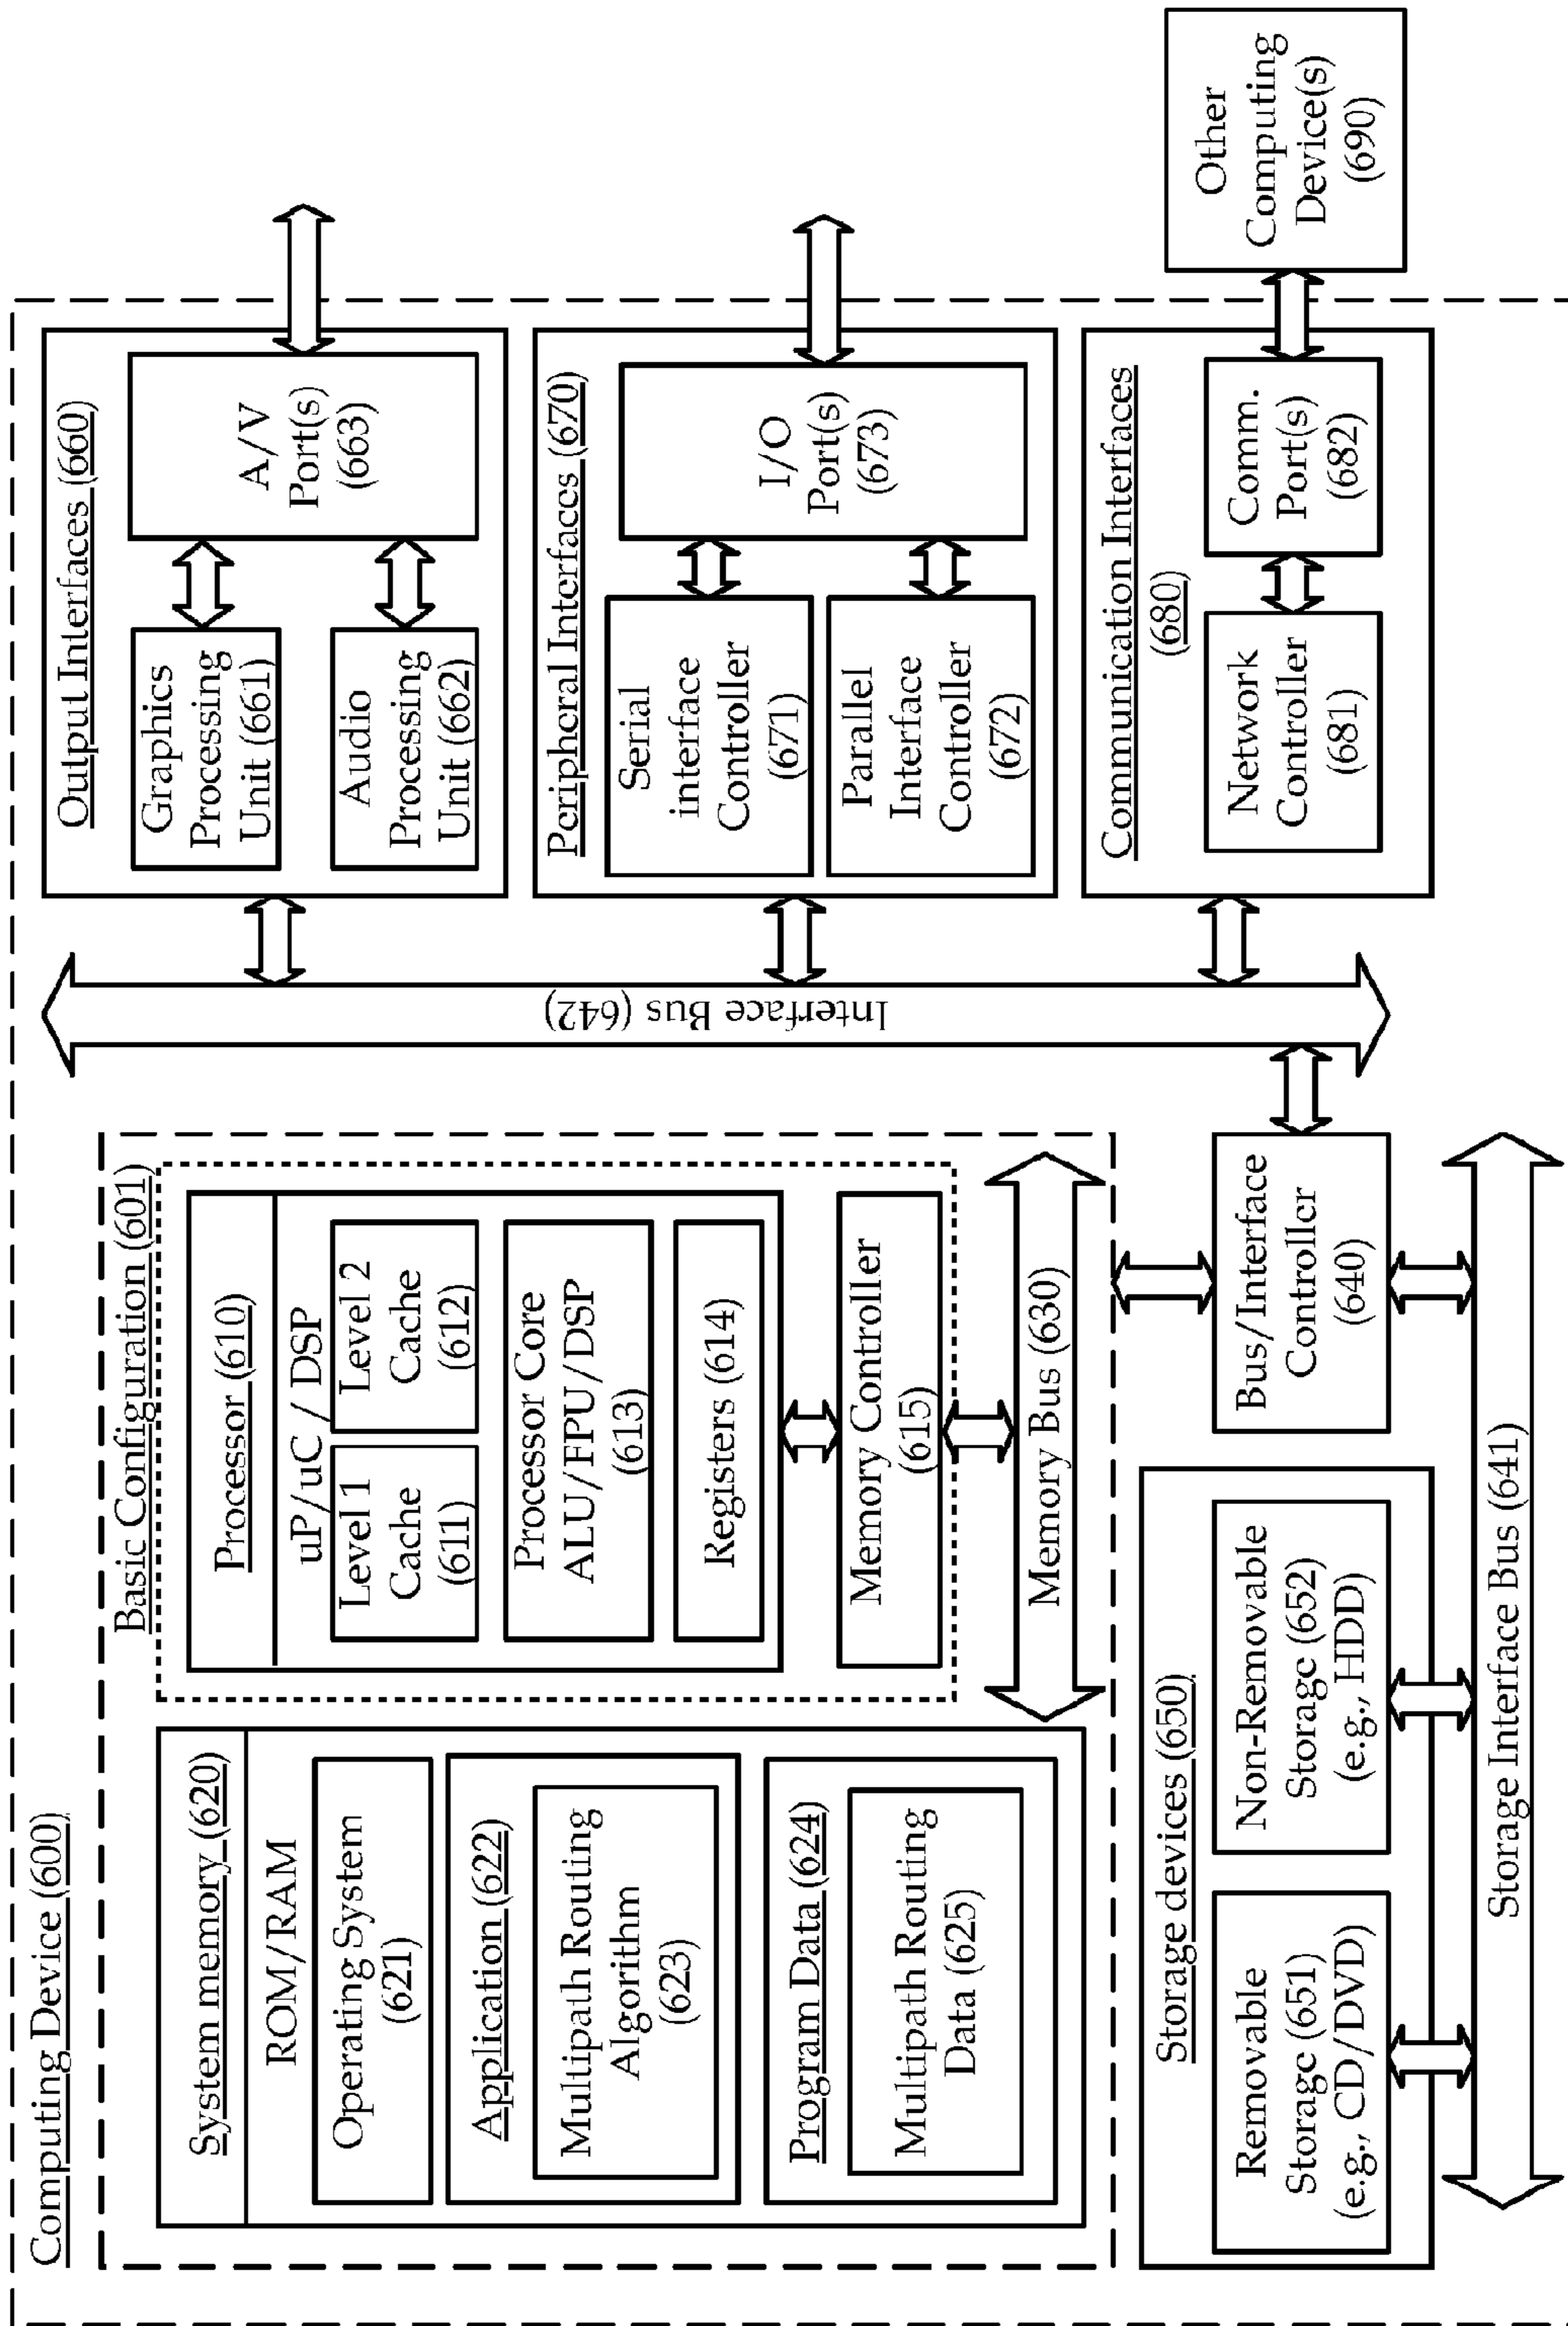 Computing Device (600)
Basic Configuration (601)
System memory (620)
ROM/RAM
Operating System
(621)
Application (622)
Multipath Routing
Algorithm
(623)
Program Data (624)
Multipath Routing
Data (625)
Processor (610)
uP/uC / DSP
Level 1
Cache
(611)
Level 2
Cache
(612)
Processor Core
ALU/FPU/DSP
(613)
Registers (614)
Memory Controller
(615)
Memory Bus (630)
Storage devices (650)
Removable
Storage (651)
(e.g., CD/DVD)
Non-Removable
Storage (652)
(e.g., HDD)
Bus/Interface
Controller
(640)
Storage Interface Bus (641)
Interface Bus (642)
Output Interfaces (660)
Graphics
Processing
Unit (661)
Audio
Processing
Unit (662)
A/V
Port(s)
(663)
Peripheral Interfaces (670)
Serial
interface
Controller
(671)
Parallel
Interface
Controller
(672)
I/O
Port(s)
(673)
Communication Interfaces
(680)
Network
Controller
(681)
Comm.
Port(s)
(682)
Other
Computing
Device(s)
(690)